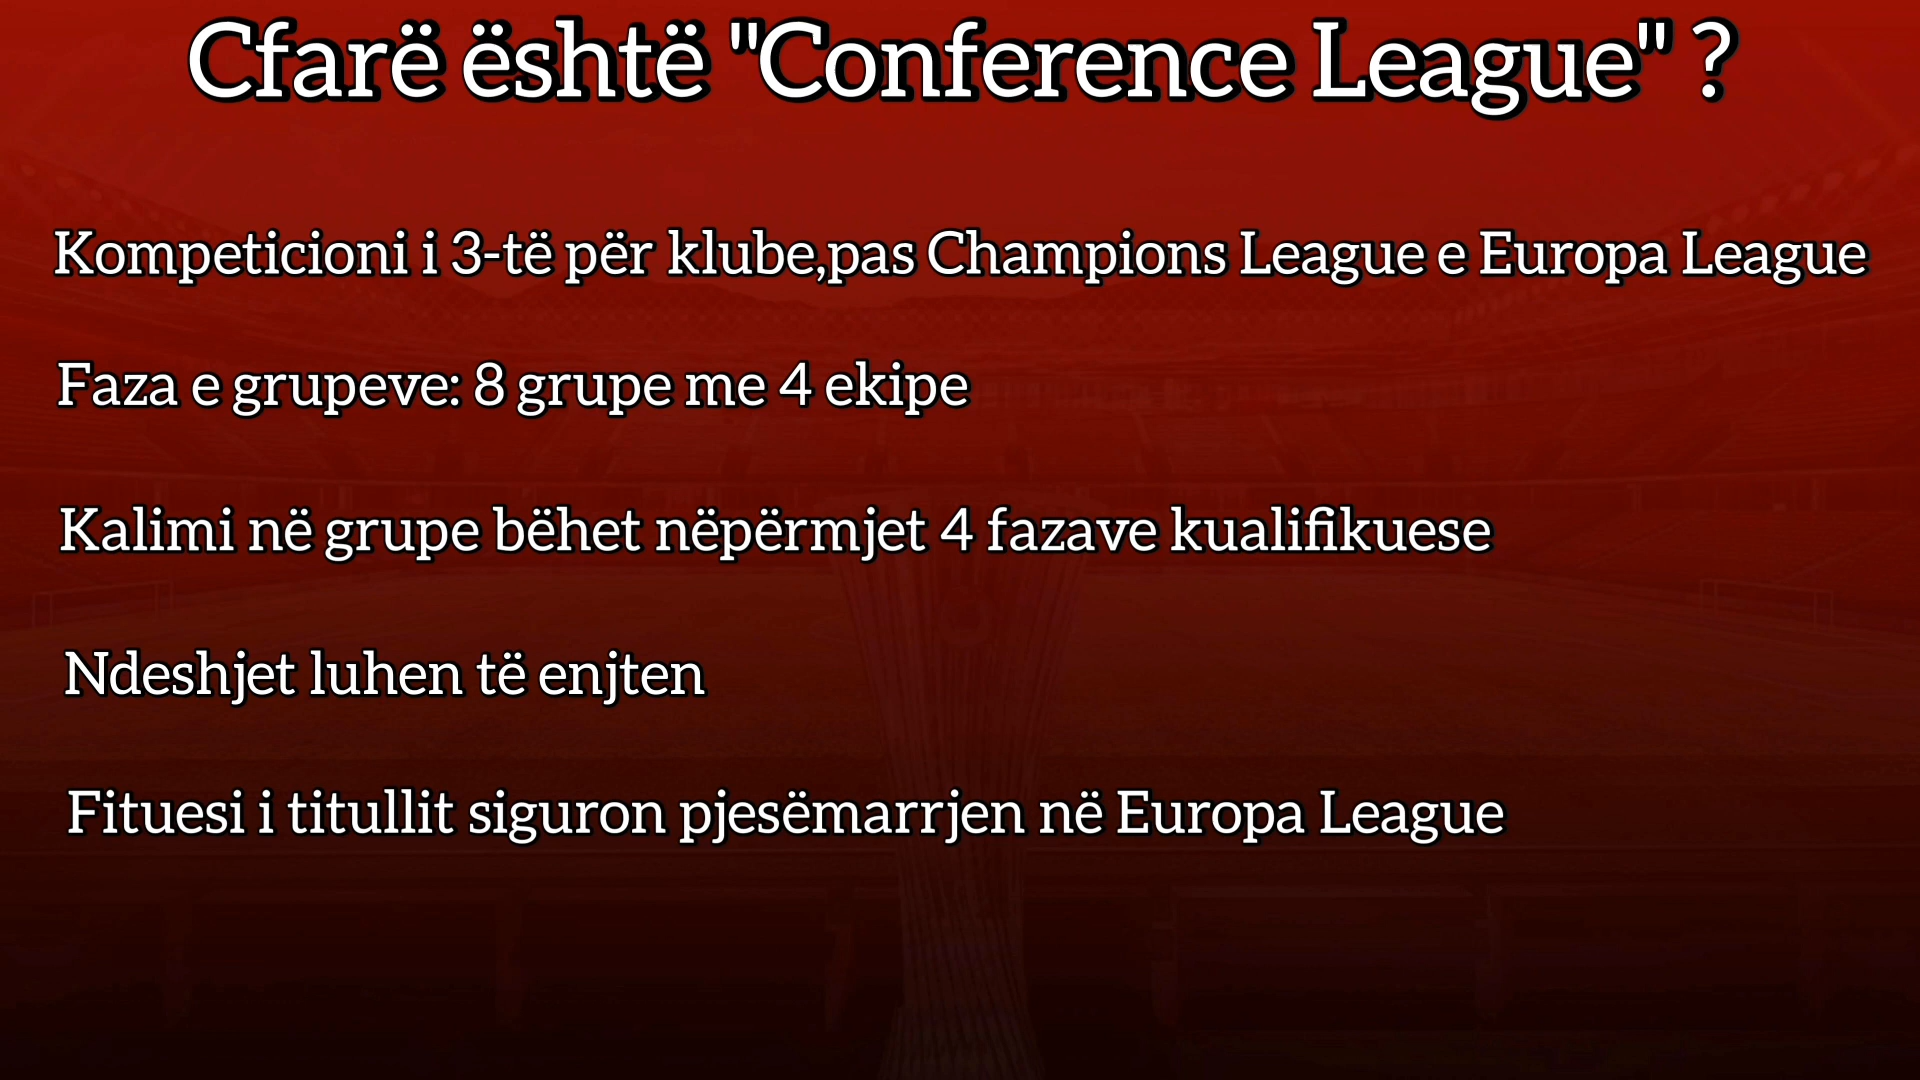 Cfarë është "Conference League" ?
Kompeticioni i 3-të për klube,pas Champions League e Europa League
Faza e grupeve: 8 grupe me 4 ekipe
Kalimi në grupe bëhet nëpërmjet 4 fazave kualifikuese
Ndeshjet luhen të enjten
Fituesi i titullit siguron pjesëmarrjen në Europa League